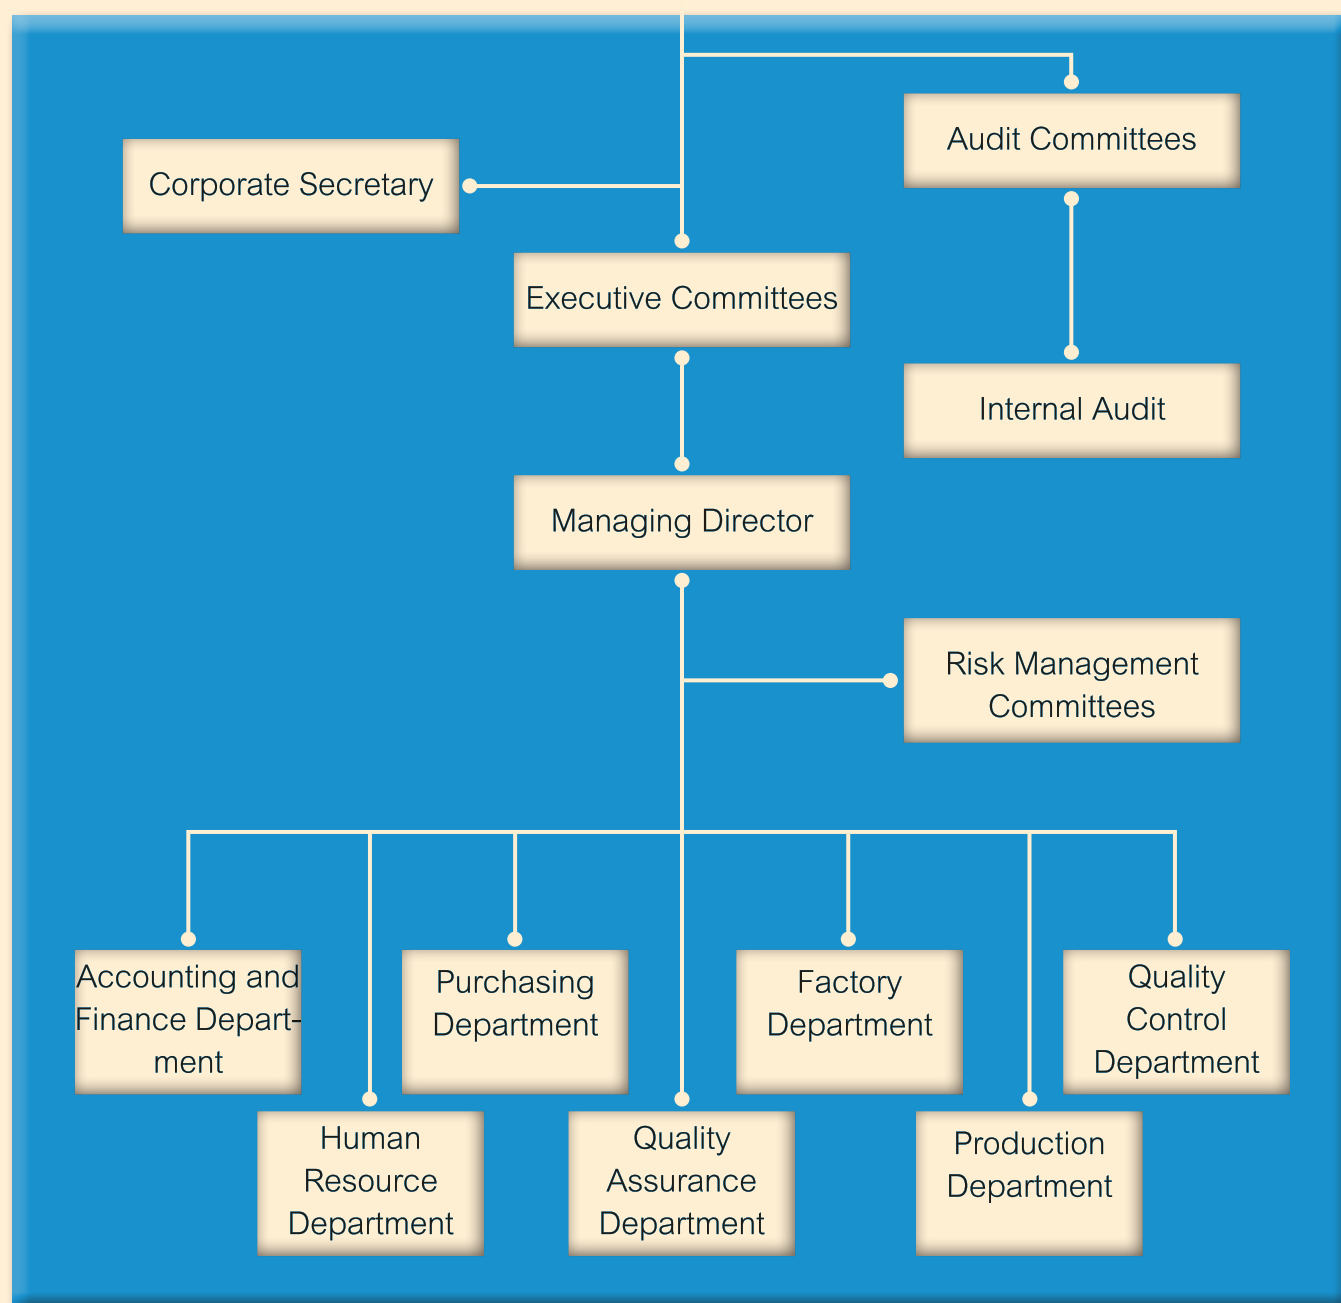 Audit Committees
Corporate Secretary
Executive Committees
Internal Audit
Managing Director
Risk Management
Committees
Accounting and
Finance Depart-
ment
Purchasing
Department
Factory
Department
Quality
Control
Department
Human
Resource
Department
Quality
Assurance
Department
Production
Department